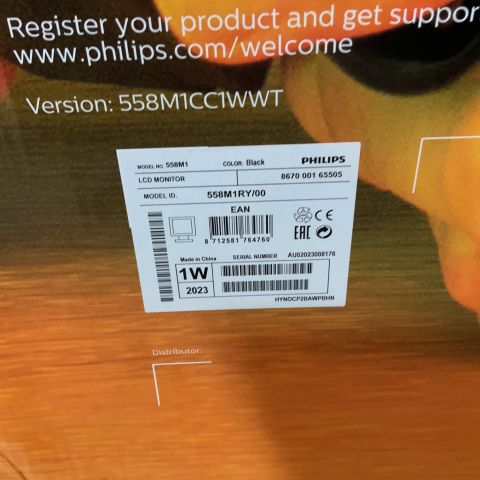 Register your product and get suppor
www.philips.com/welcome
Version: 558M1CC1WWT
MODEL NO. 558M1 COLOR: Black PHILIPS
LCD MONITOR 8670 001 65505
MODEL ID. 558M1RY/00
EAN
8 712581 764760
CE
EAC
Made in China SERIAL NUMBER AU02023008178
1W
2023
HYNOCP2BAWPBHN
Distributor: